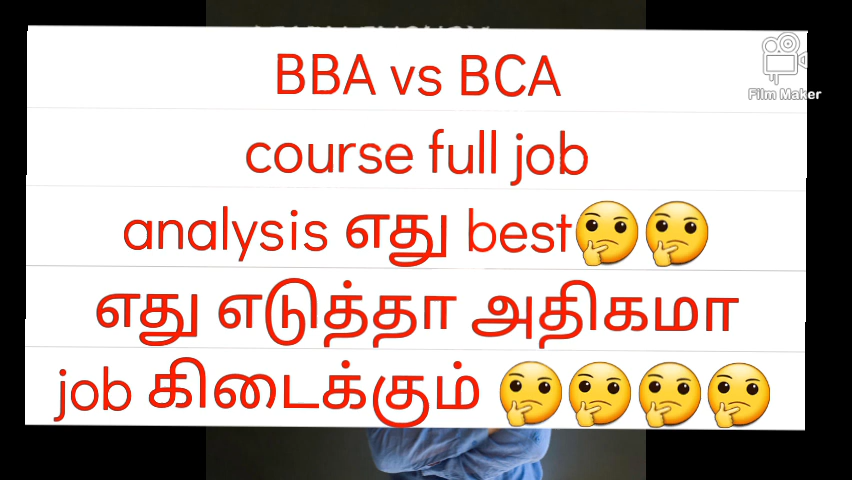 BBA vs BCA
Film Maker
course full job
analysis எது best🤔🤔
எது எடுத்தா அதிகமா
job கிடைக்கும் 🤔🤔🤔🤔